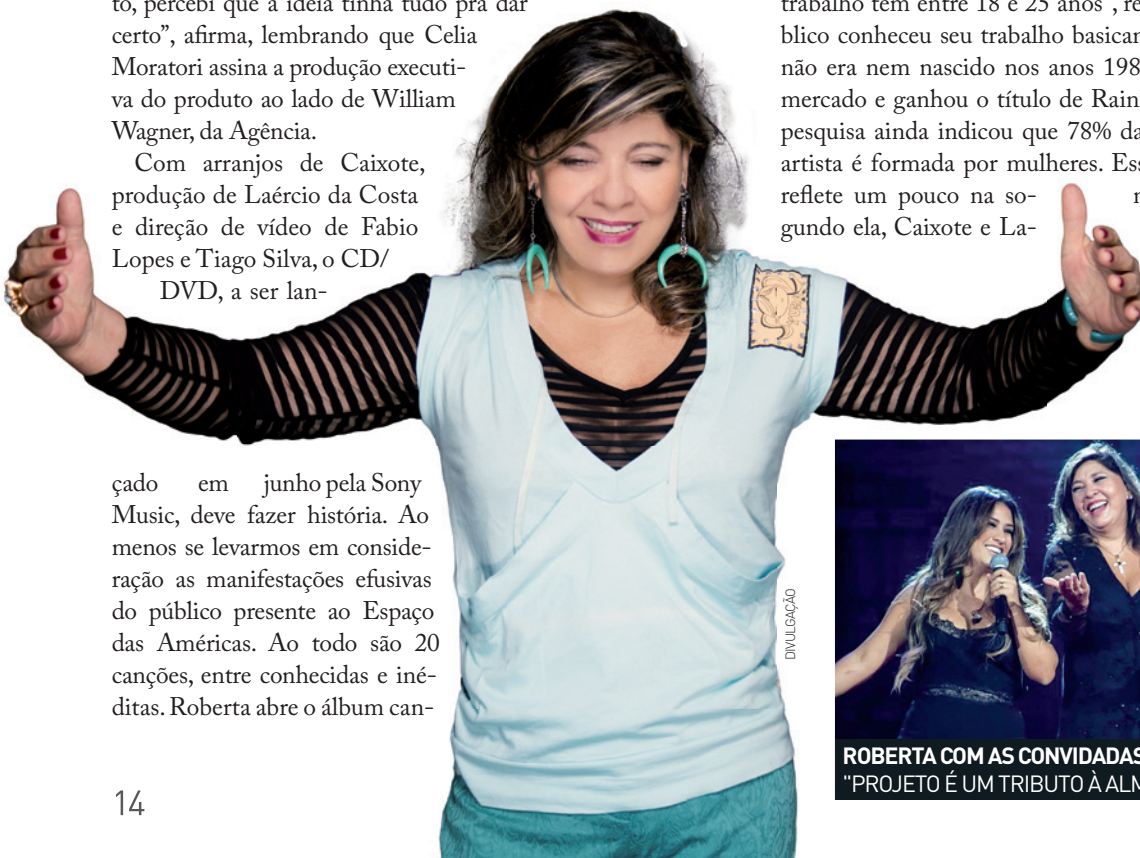 to, percebi que a ideia tinha tudo pra dar
certo”, afirma, lembrando que Celia
Moratori assina a produção executi-
va do produto ao lado de William
Wagner, da Agência.
Com arranjos de Caixote,
produção de Laércio da Costa
e direção de vídeo de Fabio
Lopes e Tiago Silva, o CD/
DVD, a ser lan-
çado em junho pela Sony
Music, deve fazer história. Ao
menos se levarmos em conside-
ração as manifestações efusivas
do público presente ao Espaço
das Américas. Ao todo são 20
canções, entre conhecidas e iné-
ditas. Roberta abre o álbum can-
14
trabalho tem entre 18 e 25 anos”, re
blico conheceu seu trabalho basica
não era nem nascido nos anos 198
mercado e ganhou o título de Rain
pesquisa ainda indicou que 78% da
artista é formada por mulheres. Ess
reflete um pouco na so-
gundo ela, Caixote e La-
DIVULGAÇÃO
ROBERTA COM AS CONVIDADAS
"PROJETO É UM TRIBUTO À ALM